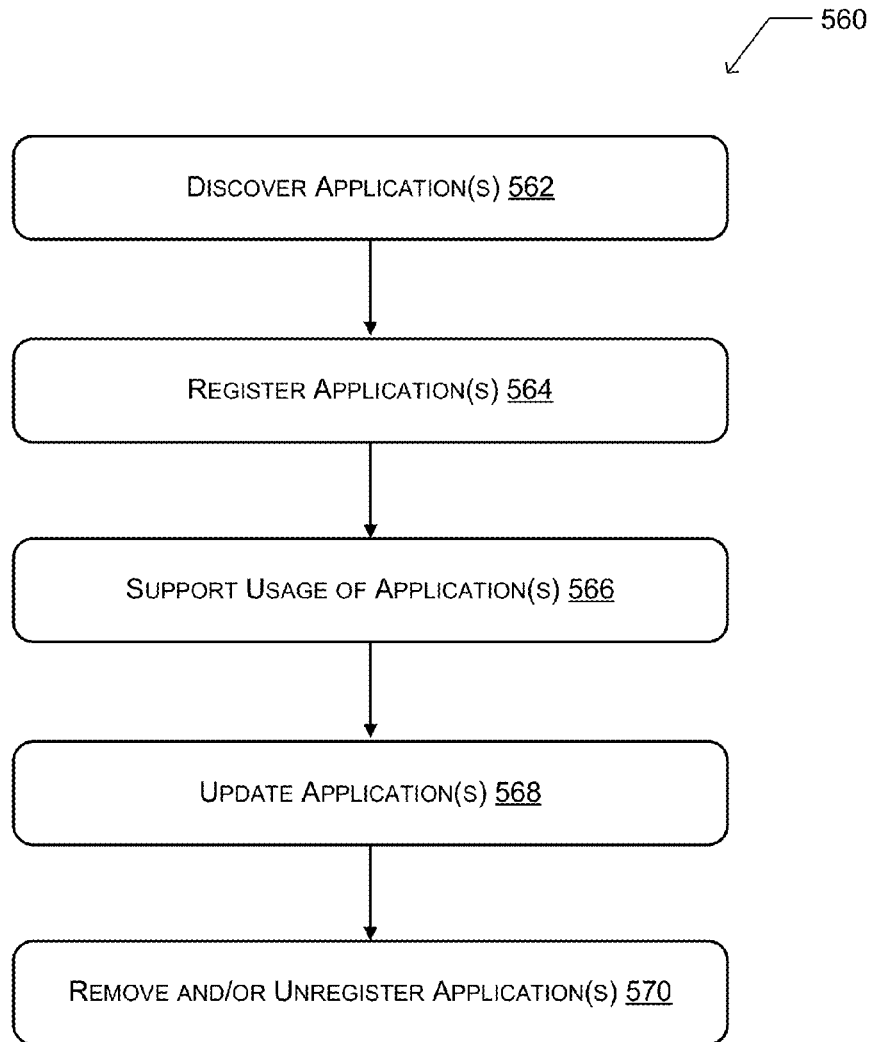 560
DISCOVER APPLICATION(S) 562
REGISTER APPLICATION(S) 564
SUPPORT USAGE OF APPLICATION(S) 566
UPDATE APPLICATION(S) 568
REMOVE AND/OR UNREGISTER APPLICATION(S) 570